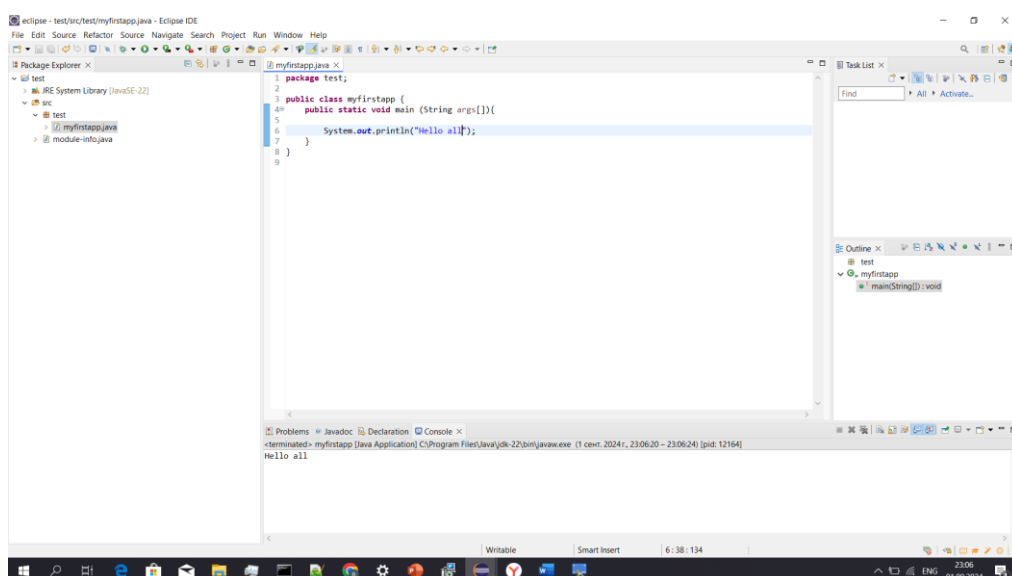 eclipse - test/src/test/myfirstapp.java - Eclipse IDE
File Edit Source Refactor Source Navigate Search Project Run Window Help
Package Explorer
myfirstapp.java
Task List
test
JRE System Library [JavaSE-22]
src
test
myfirstapp.java
module-info.java
1 package test;
2
3 public class myfirstapp {
4 public static void main (String args[]){
5
6 System.out.println("Hello all");
7 }
8 }
9
Find
All
Activate...
Outline
test
myfirstapp
main(String[]) : void
Problems Javadoc Declaration Console
<terminated> myfirstapp [Java Application] C:\Program Files\Java\jdk-22\bin\javaw.exe (1 сент. 2024 г., 23:06:20 – 23:06:24) [pid: 12164]
Hello all
Writable
Smart Insert
6 : 38 : 134
ENG
23:06
01.09.2024